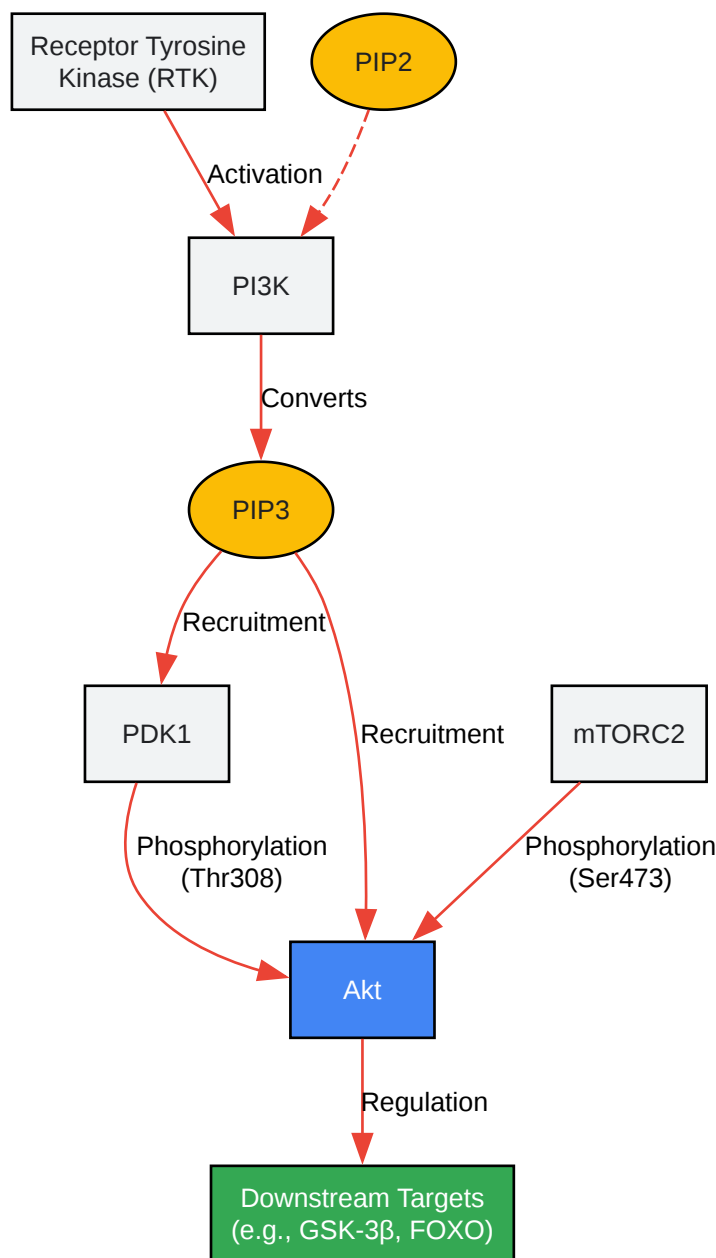 Receptor Tyrosine
Kinase (RTK)
PIP2
Activation
PI3K
Converts
PIP3
Recruitment
PDK1
Recruitment
mTORC2
Phosphorylation
(Thr308)
Phosphorylation
(Ser473)
Akt
Regulation
Downstream Targets
(e.g., GSK-3β, FOXO)